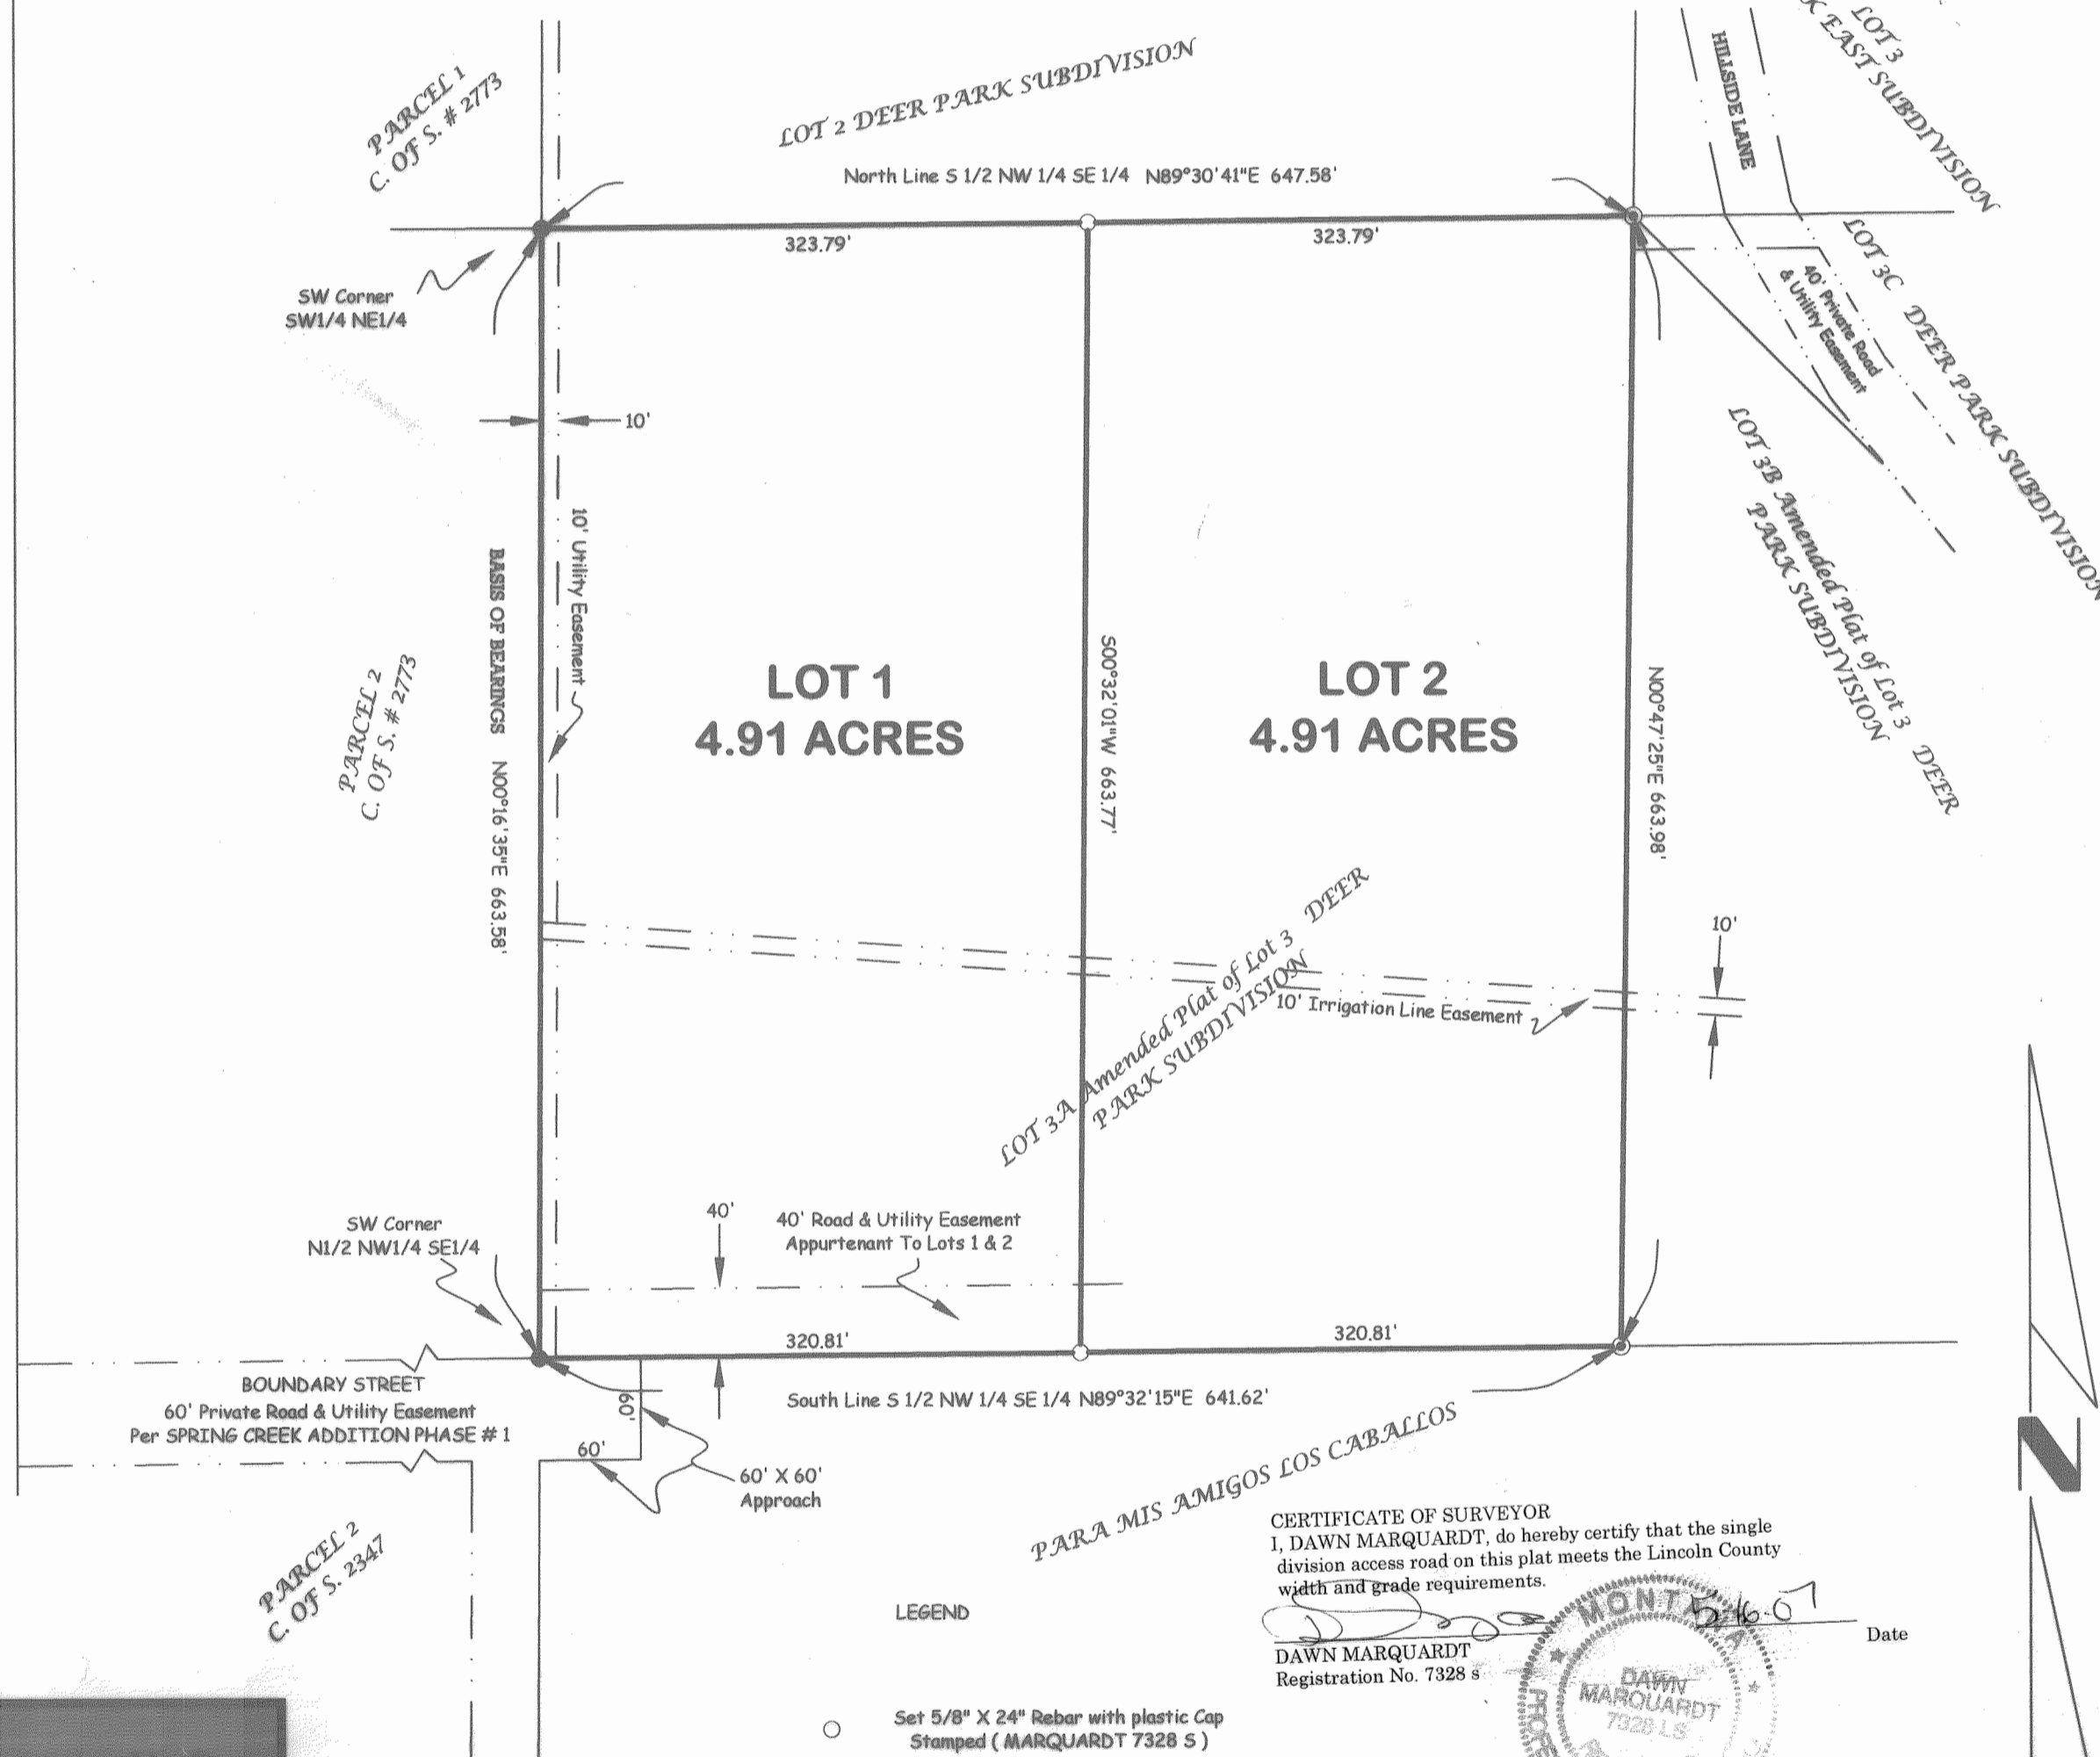 PARCEL 1
C. OF S. # 2773
LOT 2 DEER PARK SUBDIVISION
HILLSIDE LANE
LOT 3
EAST SUBDIVISION
North Line S 1/2 NW 1/4 SE 1/4 N89°30'41"E 647.58'
323.79'
323.79'
SW Corner
SW1/4 NE1/4
LOT 3C DEER PARK SUBDIVISION
40' Private Road
& Utility Easement
10'
10' Utility Easement
BASIS OF BEARINGS N00°16'35"E 663.58'
PARCEL 2
C. OF S. # 2773
LOT 1
4.91 ACRES
S00°32'01"W 663.77'
LOT 2
4.91 ACRES
N00°47'25"E 663.98'
LOT 3B Amended Plat of Lot 3 DEER
PARK SUBDIVISION
10'
LOT 3A Amended Plat of Lot 3 DEER
PARK SUBDIVISION
10' Irrigation Line Easement
SW Corner
N1/2 NW1/4 SE1/4
40'
40' Road & Utility Easement
Appurtenant To Lots 1 & 2
320.81'
320.81'
BOUNDARY STREET
60' Private Road & Utility Easement
Per SPRING CREEK ADDITION PHASE # 1
60'
60'
South Line S 1/2 NW 1/4 SE 1/4 N89°32'15"E 641.62'
60' X 60'
Approach
PARA MIS AMIGOS LOS CABALLOS
N
PARCEL 2
C. OF S. 2347
CERTIFICATE OF SURVEYOR
I, DAWN MARQUARDT, do hereby certify that the single
division access road on this plat meets the Lincoln County
width and grade requirements.
5-16-07
Date
DAWN MARQUARDT
Registration No. 7328 s
MONTANA
DAWN
MARQUARDT
7328 LS
LEGEND
Set 5/8" X 24" Rebar with plastic Cap
Stamped ( MARQUARDT 7328 S )